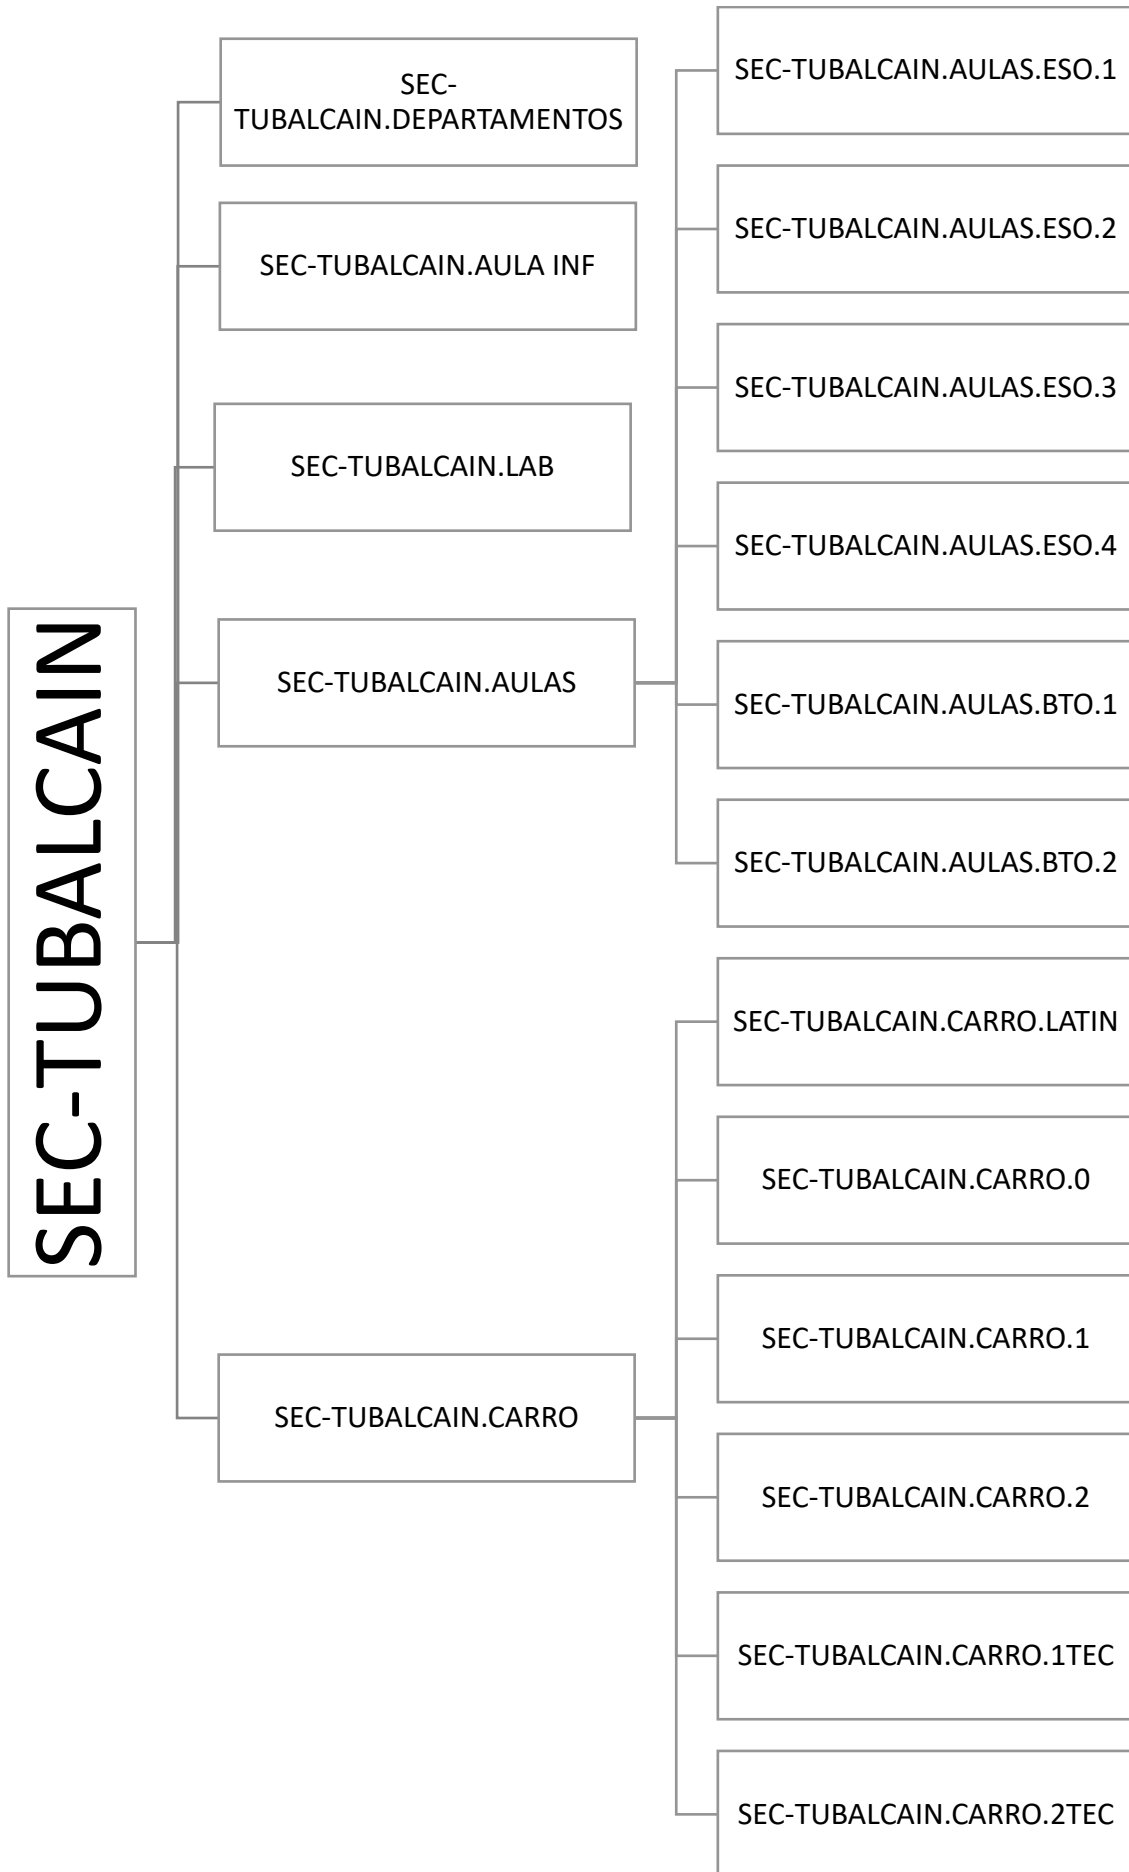 SEC-TUBALCAIN
SEC-
TUBALCAIN.DEPARTAMENTOS
SEC-TUBALCAIN.AULA INF
SEC-TUBALCAIN.LAB
SEC-TUBALCAIN.AULAS
SEC-TUBALCAIN.AULAS.ESO.1
SEC-TUBALCAIN.AULAS.ESO.2
SEC-TUBALCAIN.AULAS.ESO.3
SEC-TUBALCAIN.AULAS.ESO.4
SEC-TUBALCAIN.AULAS.BTO.1
SEC-TUBALCAIN.AULAS.BTO.2
SEC-TUBALCAIN.CARRO
SEC-TUBALCAIN.CARRO.LATIN
SEC-TUBALCAIN.CARRO.0
SEC-TUBALCAIN.CARRO.1
SEC-TUBALCAIN.CARRO.2
SEC-TUBALCAIN.CARRO.1TEC
SEC-TUBALCAIN.CARRO.2TEC